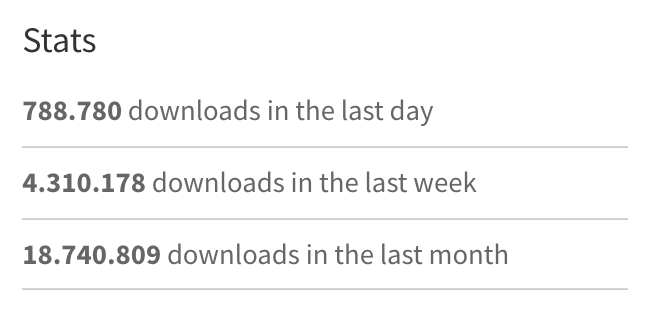 Stats
788.780 downloads in the last day
4.310.178 downloads in the last week
18.740.809 downloads in the last month